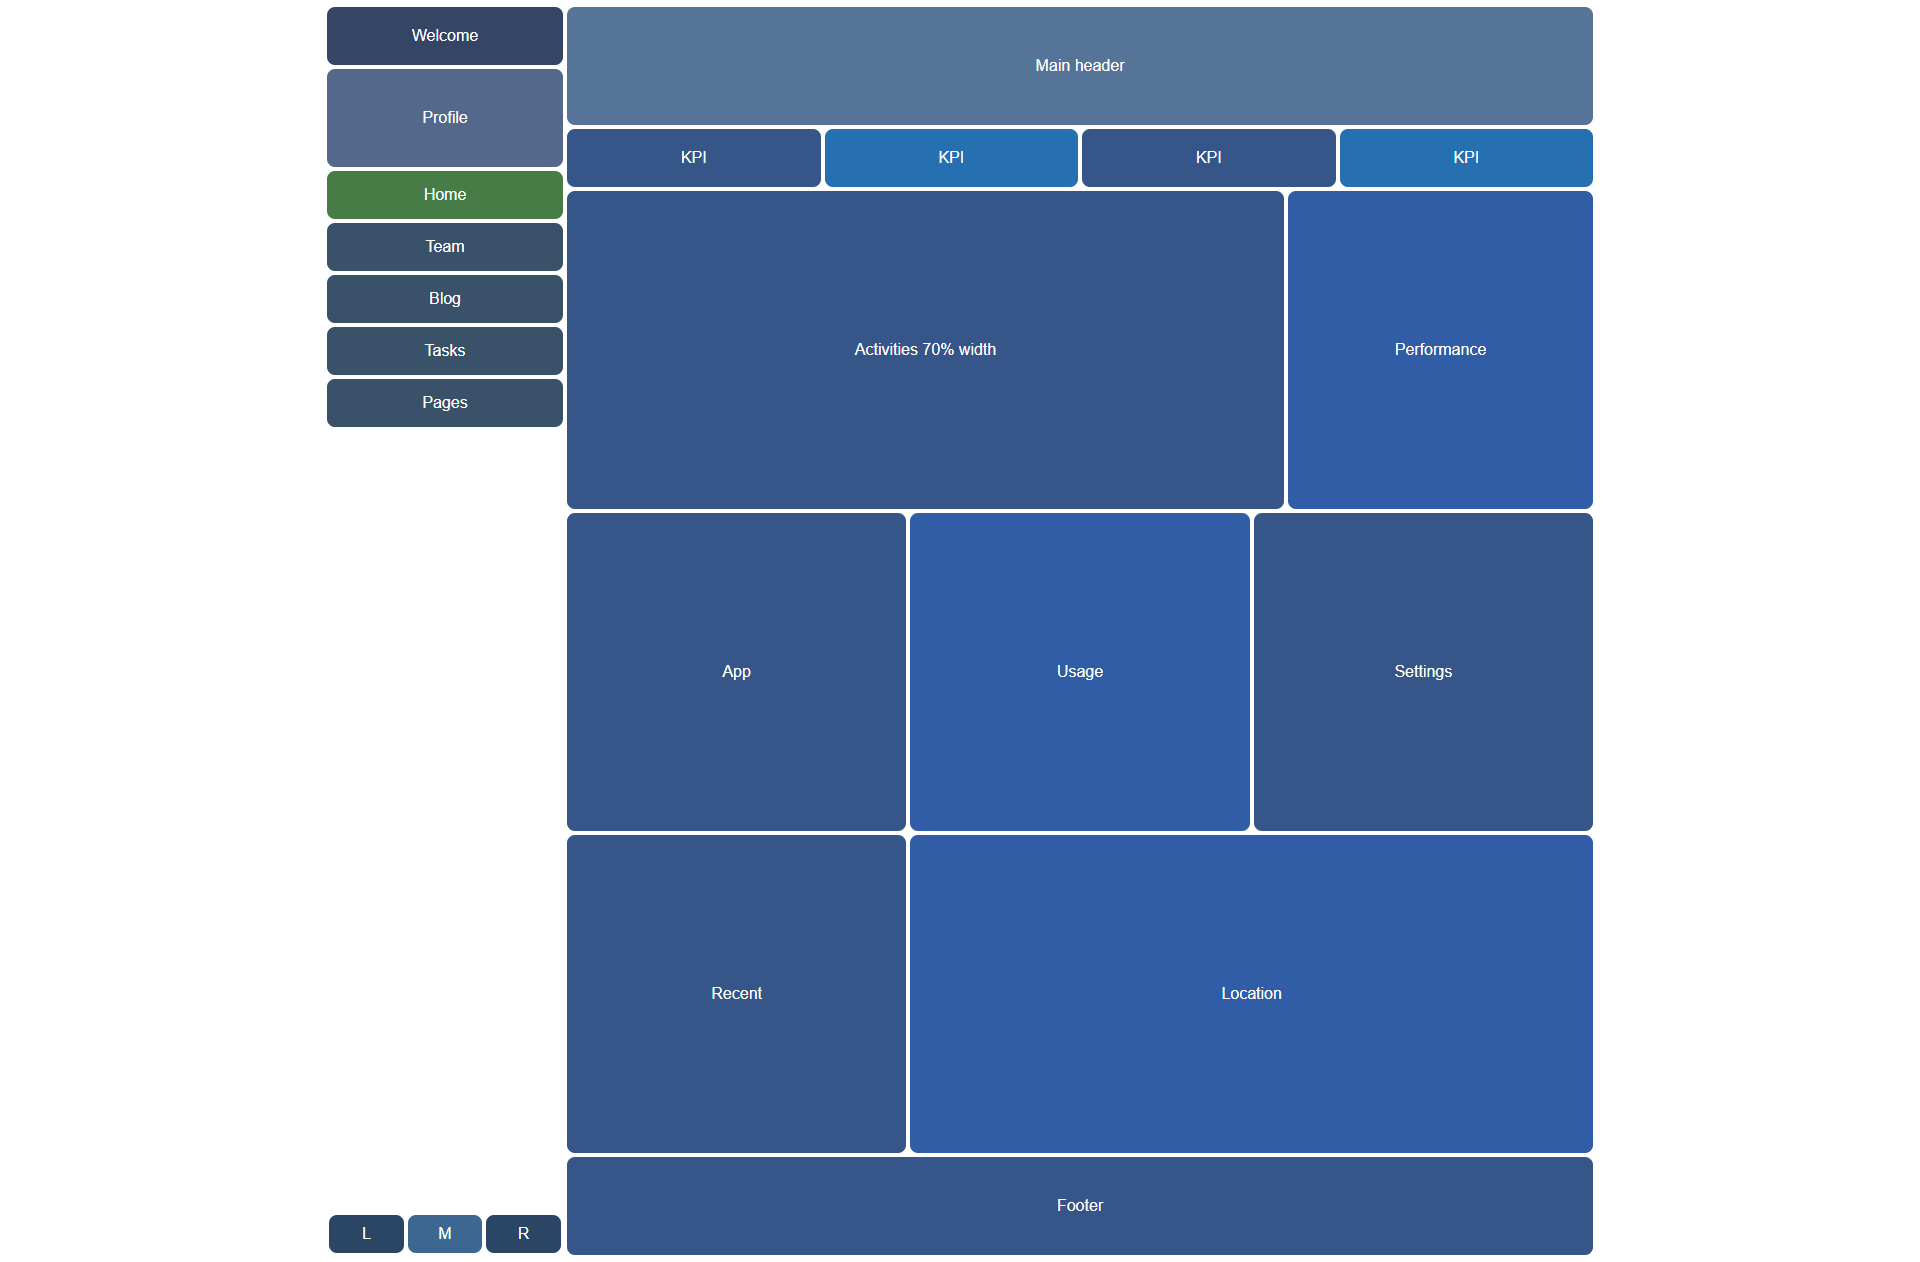 Welcome
Profile
Home
Team
Blog
Tasks
Pages
L M R
Main header
KPI KPI KPI KPI
Activities 70% width
Performance
App
Usage
Settings
Recent
Location
Footer